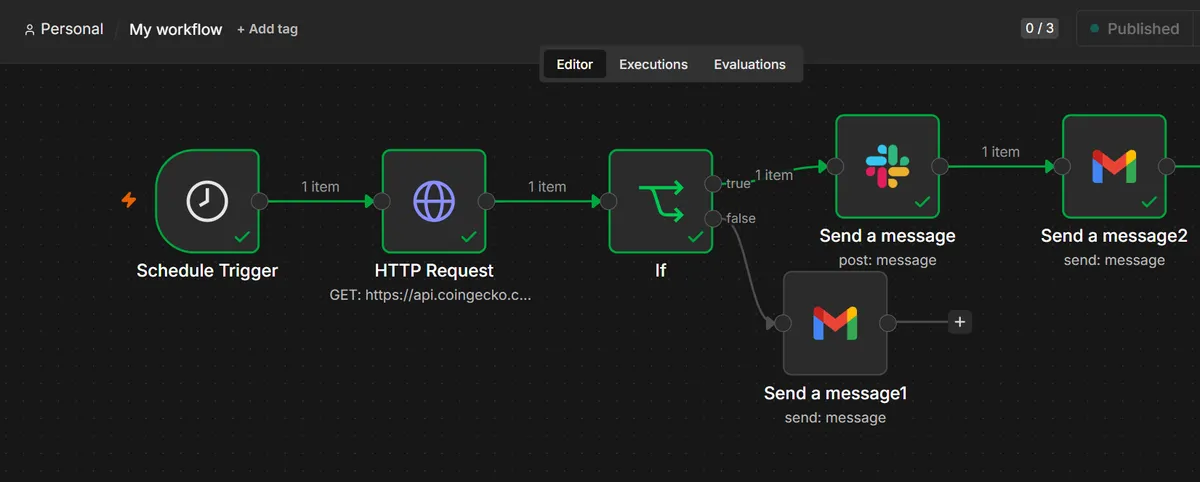 Personal
My workflow
+ Add tag
0 / 3
Published
Editor
Executions
Evaluations
1 item
1 item
true
1 item
1 item
false
Schedule Trigger
HTTP Request
GET: https://api.coingecko.c...
If
Send a message
post: message
Send a message2
send: message
Send a message1
send: message